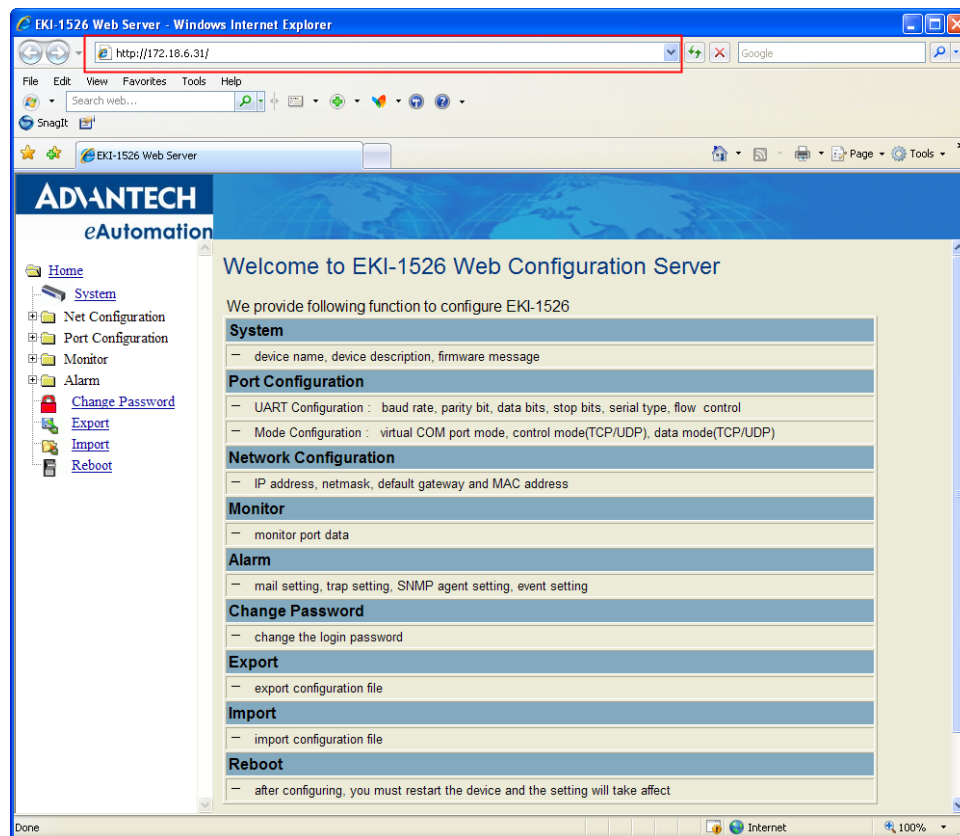 EKI-1526 Web Server - Windows Internet Explorer
http://172.18.6.31/
Google
File Edit View Favorites Tools Help
Search web...
SnagIt
EKI-1526 Web Server
Page
Tools
ADVANTECH
eAutomation
Home
System
Net Configuration
Port Configuration
Monitor
Alarm
Change Password
Export
Import
Reboot
Welcome to EKI-1526 Web Configuration Server
We provide following function to configure EKI-1526
System
− device name, device description, firmware message
Port Configuration
− UART Configuration : baud rate, parity bit, data bits, stop bits, serial type, flow control
− Mode Configuration : virtual COM port mode, control mode(TCP/UDP), data mode(TCP/UDP)
Network Configuration
− IP address, netmask, default gateway and MAC address
Monitor
− monitor port data
Alarm
− mail setting, trap setting, SNMP agent setting, event setting
Change Password
− change the login password
Export
− export configuration file
Import
− import configuration file
Reboot
− after configuring, you must restart the device and the setting will take affect
Done
Internet
100%